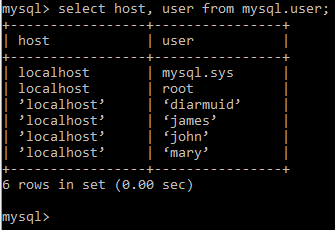 mysql> select host, user from mysql.user;
+-----------------+----------------+
| host            | user           |
+-----------------+----------------+
| localhost       | mysql.sys      |
| localhost       | root           |
| ’localhost’     | ‘diarmuid’     |
| ’localhost’     | ‘james’        |
| ’localhost’     | ‘john’         |
| ’localhost’     | ‘mary’         |
+-----------------+----------------+
6 rows in set (0.00 sec)
mysql>